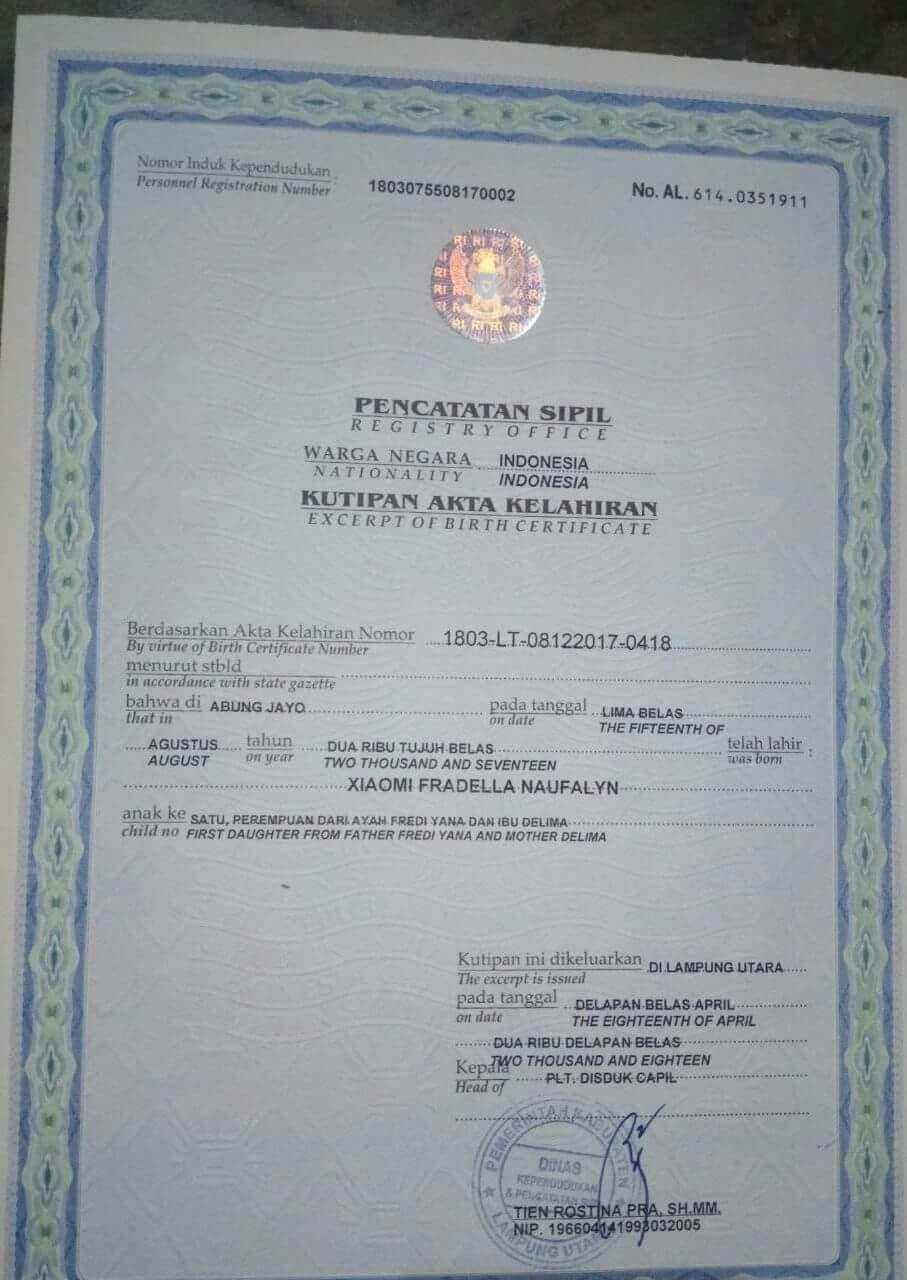 Nomor Induk Kependudukan :
Personnel Registration Number
1803075508170002
No. AL. 614.0351911
PENCATATAN SIPIL
REGISTRY OFFICE
WARGA NEGARA INDONESIA
NATIONALITY INDONESIA
KUTIPAN AKTA KELAHIRAN
EXCERPT OF BIRTH CERTIFICATE
Berdasarkan Akta Kelahiran Nomor 1803-LT-08122017-0418
By virtue of Birth Certificate Number
menurut stbld
in accordance with state gazette
bahwa di ABUNG JAYO pada tanggal LIMA BELAS
that in on date THE FIFTEENTH OF
AGUSTUS tahun DUA RIBU TUJUH BELAS telah lahir :
AUGUST on year TWO THOUSAND AND SEVENTEEN was born
XIAOMI FRADELLA NAUFALYN
anak ke SATU, PEREMPUAN DARI AYAH FREDI YANA DAN IBU DELIMA
child no FIRST DAUGHTER FROM FATHER FREDI YANA AND MOTHER DELIMA
Kutipan ini dikeluarkan DI LAMPUNG UTARA
The excerpt is issued
pada tanggal DELAPAN BELAS APRIL
on date THE EIGHTEENTH OF APRIL
DUA RIBU DELAPAN BELAS
TWO THOUSAND AND EIGHTEEN
Kepala PLT. DISDUK CAPIL
Head of
PEMERINTAH KABUPATEN
DINAS
KEPENDUDUKAN
& PENCATATAN SIPIL
LAMPUNG UTARA
TIEN ROSTINA PRA, SH.MM.
NIP. 196604141993032005